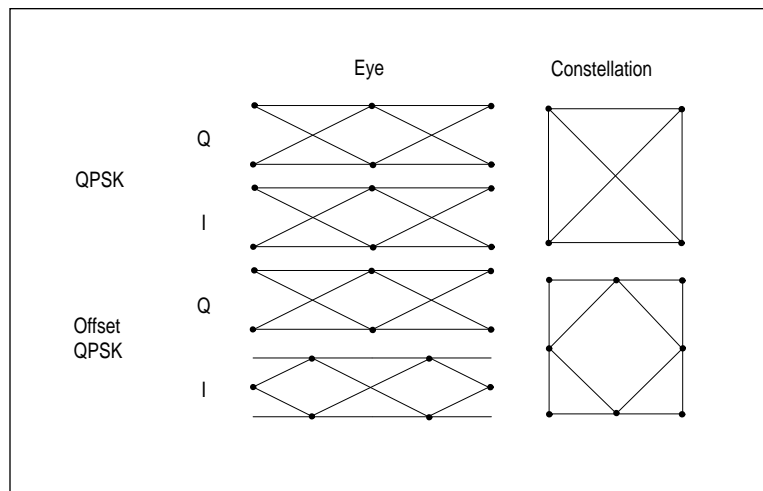 Eye Constellation
Q
QPSK
I
Q
Offset
QPSK
I